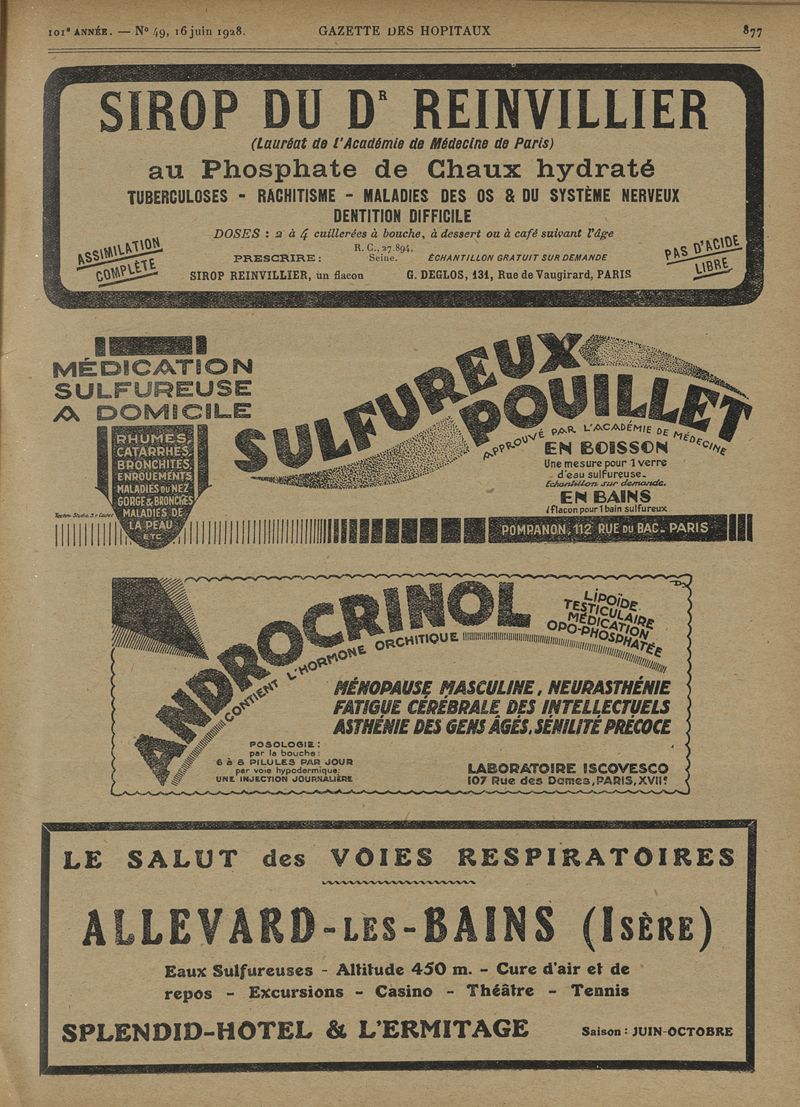 101e ANNÉE. — No 49, 16 juin 1928. GAZETTE DES HOPITAUX 877
SIROP DU Dr REINVILLIER
(Lauréat de l'Académie de Médecine de Paris)
au Phosphate de Chaux hydraté
TUBERCULOSES - RACHITISME - MALADIES DES OS & DU SYSTÈME NERVEUX
DENTITION DIFFICILE
DOSES : 2 à 4 cuillerées à bouche, à dessert ou à café suivant l'âge
ASSIMILATION
COMPLÈTE
PRESCRIRE :
R. C., 27.894,
Seine.
ÉCHANTILLON GRATUIT SUR DEMANDE
SIROP REINVILLIER, un flacon G. DEGLOS, 131, Rue de Vaugirard, PARIS
PAS D'ACIDE
LIBRE
MÉDICATION
SULFUREUSE
A DOMICILE
RHUMES,
CATARRHES,
BRONCHITES,
ENROUEMENTS,
MALADIES DU NEZ
GORGE & BRONCHES
MALADIES DE
LA PEAU
ETC
SULFUREUX
POUILLET
APPROUVÉ PAR L'ACADÉMIE DE MÉDECINE
EN BOISSON
Une mesure pour 1 verre
d'eau sulfureuse.
Echantillon sur demande.
EN BAINS
1 flacon pour 1 bain sulfureux
POMPANON, 112 RUE DU BAC. PARIS
ANDROCRINOL
CONTIENT L'HORMONE ORCHITIQUE
LIPOÏDE
TESTICULAIRE
MÉDICATION
OPO-PHOSPHATÉE
MÉNOPAUSE MASCULINE, NEURASTHÉNIE
FATIGUE CÉRÉBRALE DES INTELLECTUELS
ASTHÉNIE DES GENS ÂGÉS, SÉNILITÉ PRÉCOCE
POSOLOGIE :
par la bouche :
6 à 8 PILULES PAR JOUR
par voie hypodermique:
UNE INJECTION JOURNALIÈRE
LABORATOIRE ISCOVESCO
107 Rue des Dames, PARIS, XVIIe
LE SALUT des VOIES RESPIRATOIRES
ALLEVARD-LES-BAINS (ISÈRE)
Eaux Sulfureuses - Altitude 450 m. - Cure d'air et de
repos - Excursions - Casino - Théâtre - Tennis
SPLENDID-HOTEL & L'ERMITAGE Saison : JUIN-OCTOBRE